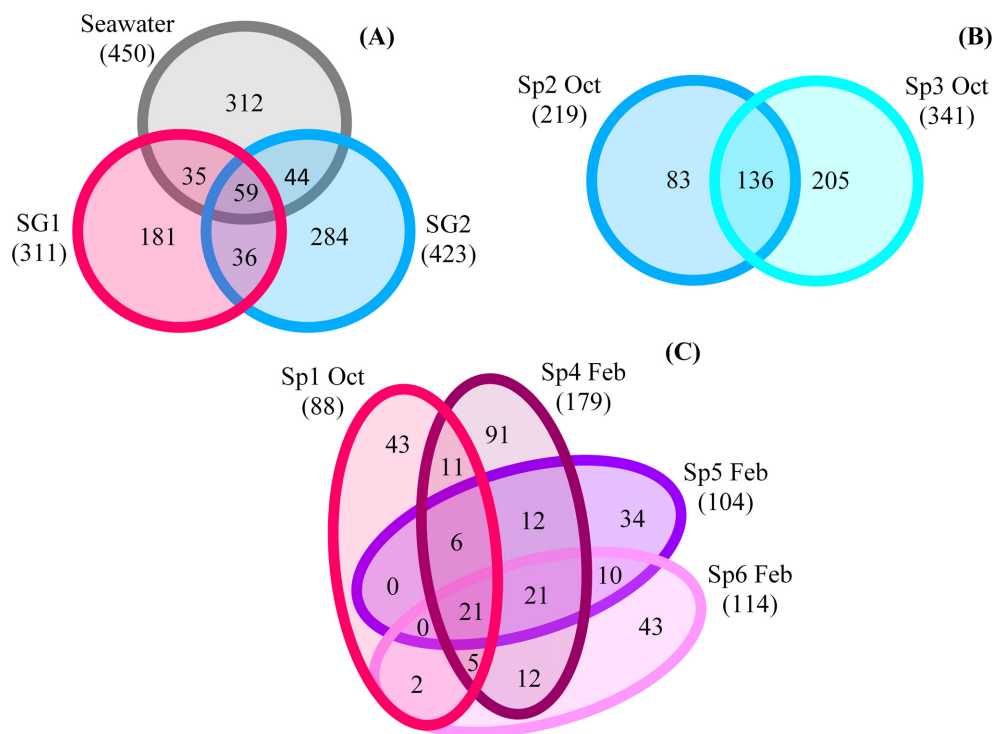 Seawater
(450)
(A)
312
35
59
44
SG1
(311)
181
36
284
SG2
(423)
(B)
Sp2 Oct
(219)
Sp3 Oct
(341)
83
136
205
(C)
Sp1 Oct
(88)
Sp4 Feb
(179)
43
91
11
Sp5 Feb
(104)
6
12
34
Sp6 Feb
(114)
0
10
21
21
0
43
5
2
12